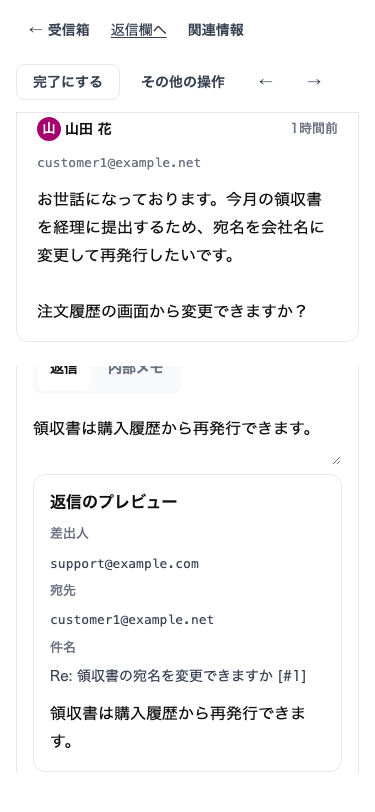 ← 受信箱 返信欄へ 関連情報
完了にする その他の操作 ← →
山 山田 花 1時間前
customer1@example.net
お世話になっております。今月の領収書
を経理に提出するため、宛名を会社名に
変更して再発行したいです。
注文履歴の画面から変更できますか？
返信 内部メモ
領収書は購入履歴から再発行できます。
返信のプレビュー
差出人
support@example.com
宛先
customer1@example.net
件名
Re: 領収書の宛名を変更できますか [#1]
領収書は購入履歴から再発行できま
す。